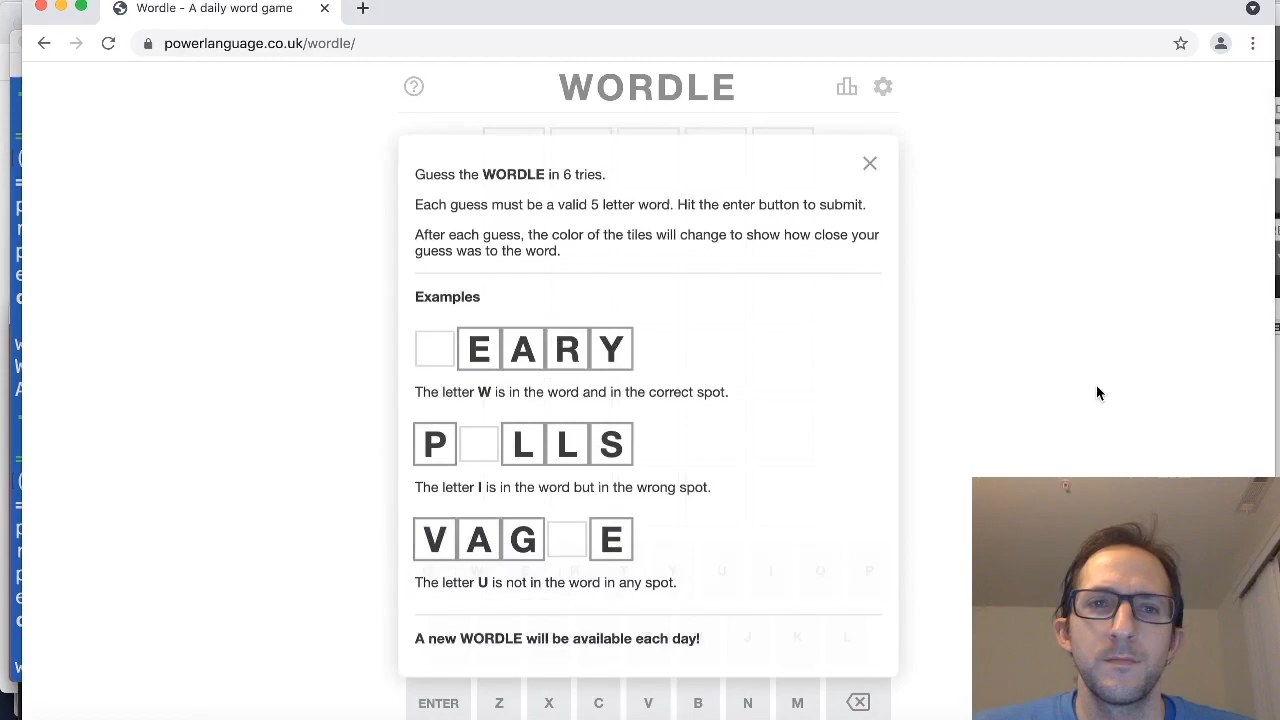 Wordle - A daily word game
powerlanguage.co.uk/wordle/
WORDLE
Guess the WORDLE in 6 tries.
Each guess must be a valid 5 letter word. Hit the enter button to submit.
After each guess, the color of the tiles will change to show how close your
guess was to the word.
Examples
E A R Y
The letter W is in the word and in the correct spot.
P L L S
The letter I is in the word but in the wrong spot.
V A G E
The letter U is not in the word in any spot.
A new WORDLE will be available each day!
ENTER Z X C V B N M